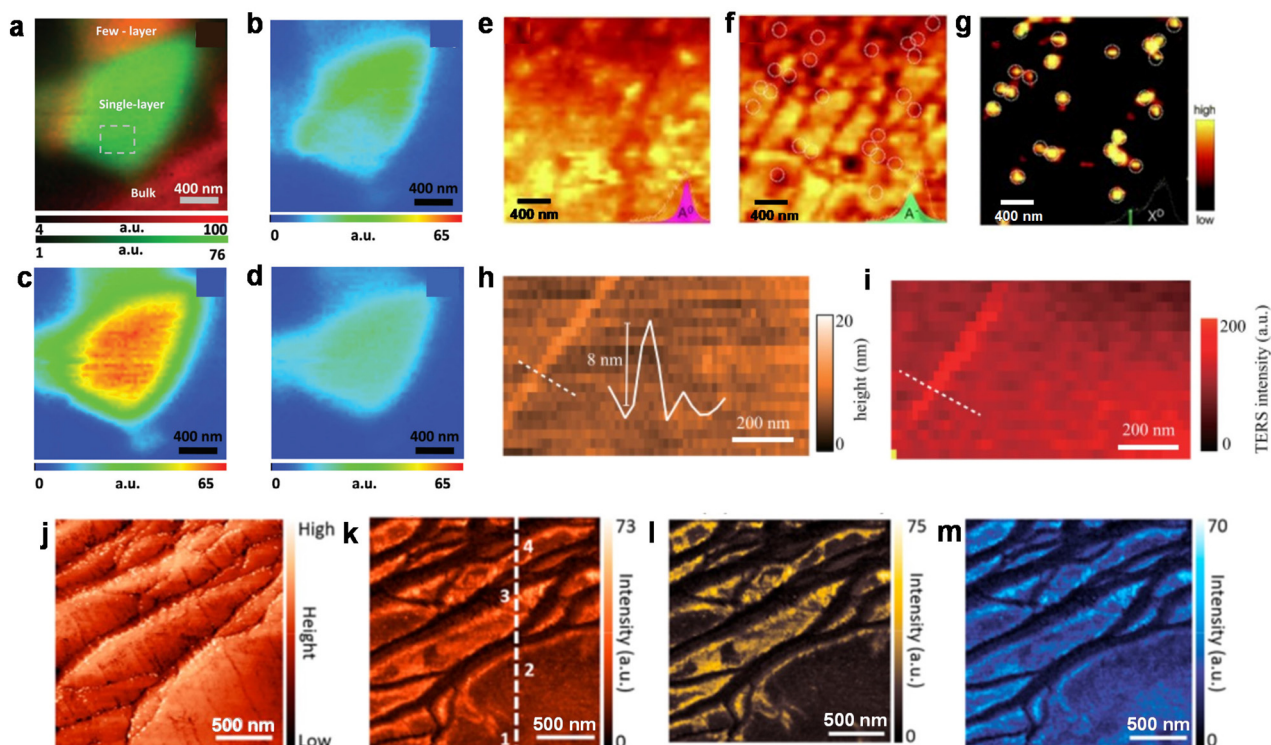 a
Few - layer
Single-layer
Bulk
400 nm
4 a.u. 100
1 a.u. 76
b
400 nm
0 a.u. 65
c
400 nm
0 a.u. 65
d
400 nm
0 a.u. 65
e
400 nm
A⁰
f
400 nm
A⁻
g
400 nm
Xᴰ
high
low
h
8 nm
200 nm
20
height (nm)
0
i
200 nm
200
TERS intensity (a.u.)
0
j
500 nm
High
Height
Low
k
4
3
2
1
500 nm
73
Intensity (a.u.)
0
l
500 nm
75
Intensity (a.u.)
0
m
500 nm
70
Intensity (a.u.)
0